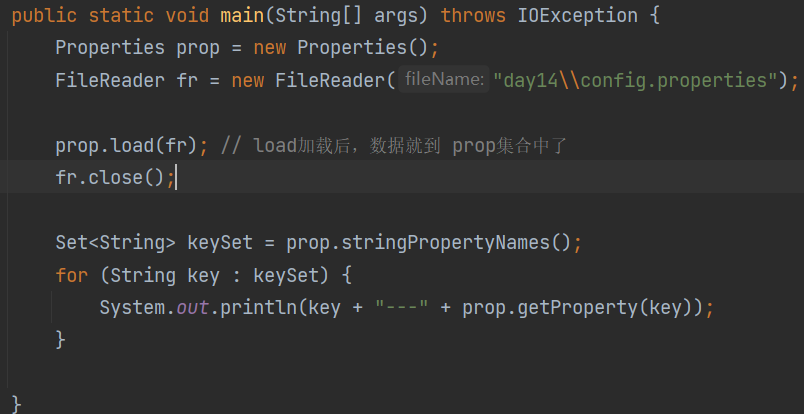 public static void main(String[] args) throws IOException {
Properties prop = new Properties();
FileReader fr = new FileReader( fileName: "day14\\config.properties");
prop.load(fr); // load加载后，数据就到 prop集合中了
fr.close();
Set<String> keySet = prop.stringPropertyNames();
for (String key : keySet) {
System.out.println(key + "---" + prop.getProperty(key));
}
}